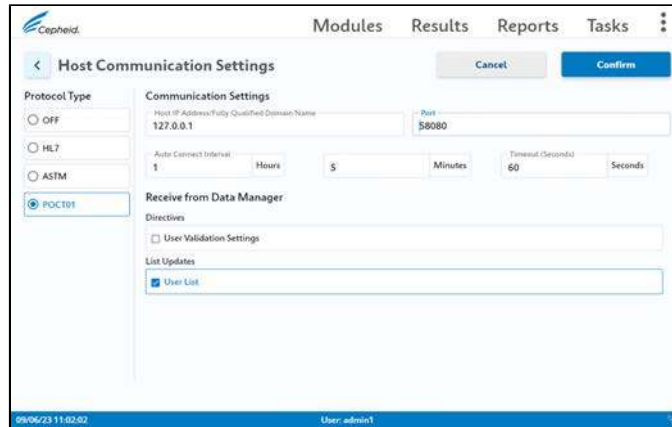 Cepheid.
Modules Results Reports Tasks
Host Communication Settings
Cancel
Confirm
Protocol Type
OFF
HL7
ASTM
POCT01
Communication Settings
Host IP Address/Fully Qualified Domain Name
127.0.0.1
Port
58080
Auto Connect Interval
1 Hours
5 Minutes
Timeout (Seconds)
60 Seconds
Receive from Data Manager
Directives
User Validation Settings
List Updates
User List
09/06/23 11:02:02
User: admin1